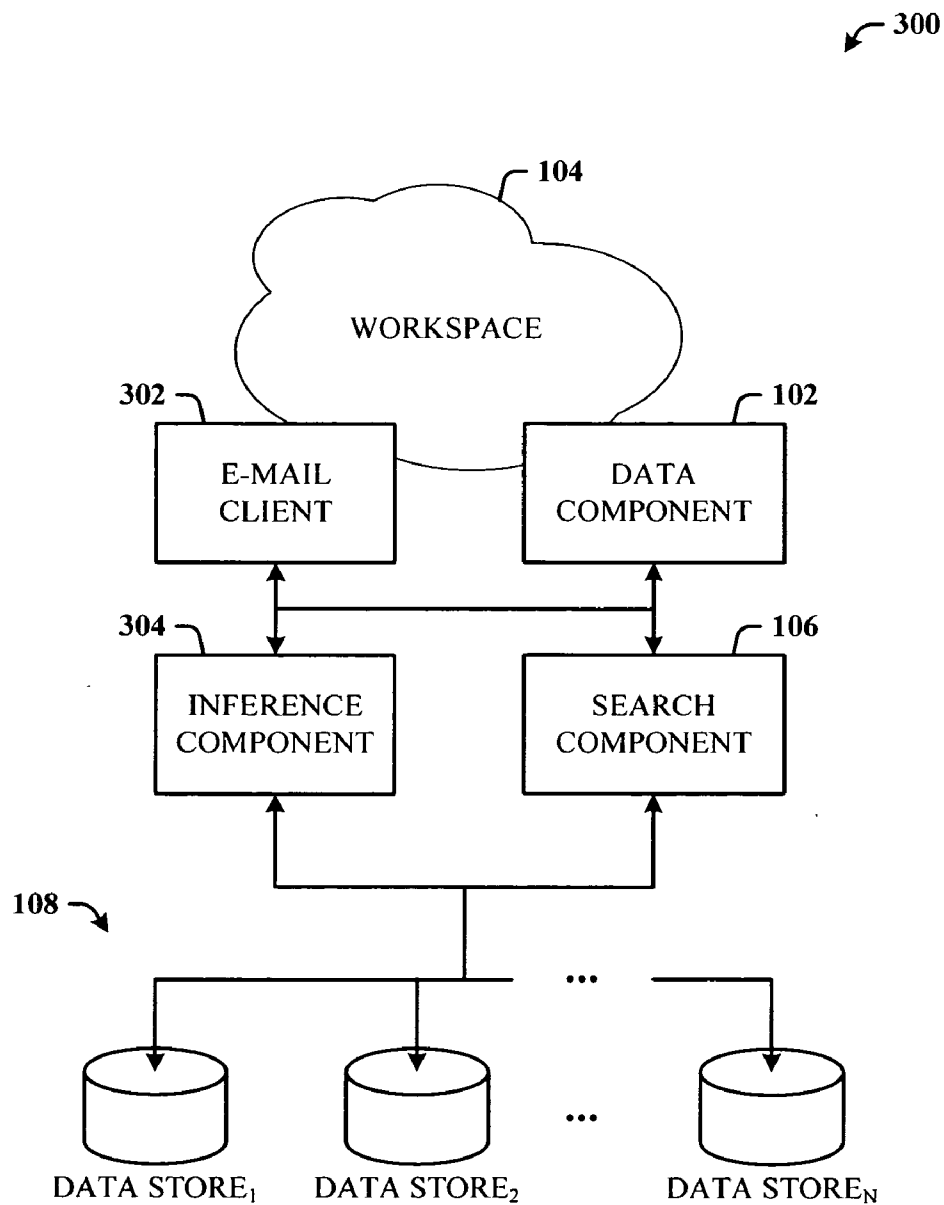 300
104
WORKSPACE
302
102
E-MAIL
CLIENT
DATA
COMPONENT
304
106
INFERENCE
COMPONENT
SEARCH
COMPONENT
108
...
...
DATA STORE₁
DATA STORE₂
DATA STORE_N